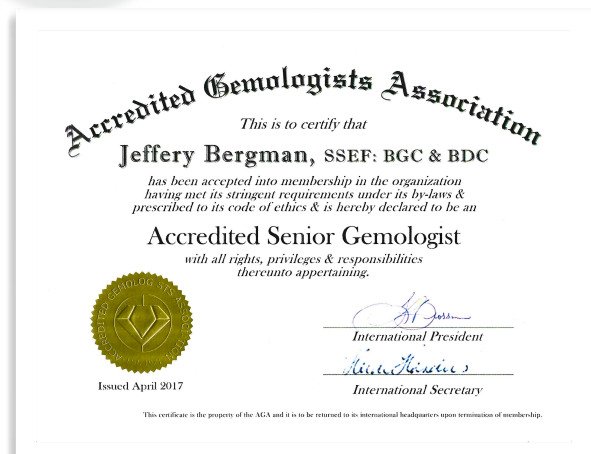 Accredited Gemologists Association
This is to certify that
Jeffery Bergman, SSEF: BGC & BDC
has been accepted into membership in the organization
having met its stringent requirements under its by-laws &
prescribed to its code of ethics & is hereby declared to be an
Accredited Senior Gemologist
with all rights, privileges & responsibilities
thereunto appertaining.
ACCREDITED GEMOLOGISTS ASSOCIATION
International President
International Secretary
Issued April 2017
This certificate is the property of the AGA and it is to be returned to its international headquarters upon termination of membership.